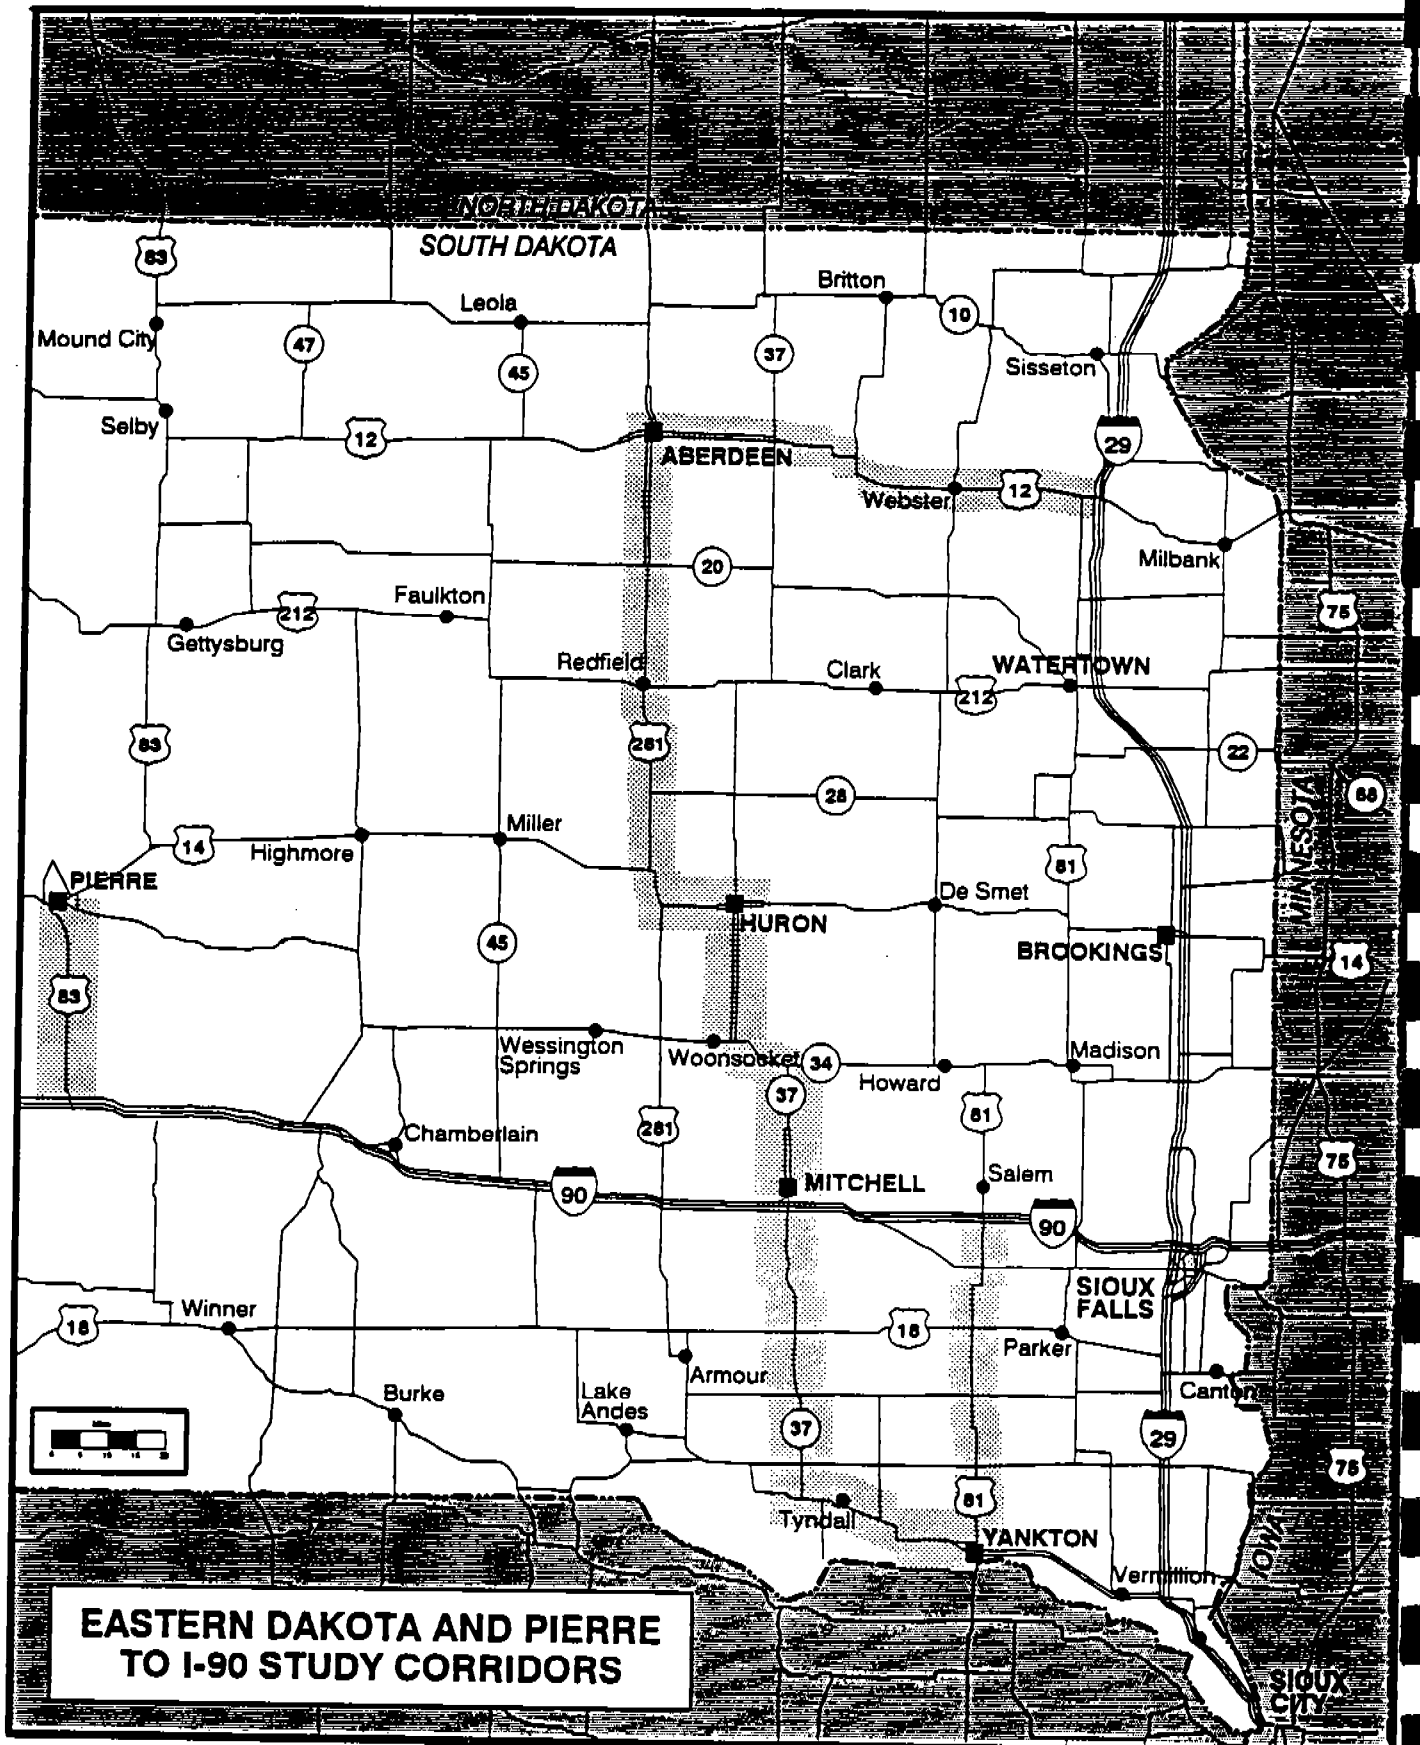 NORTH DAKOTA
SOUTH DAKOTA
83
Britton
Leola
10
Mound City
47
45
37
Sisseton
Selby
12
ABERDEEN
29
Webster
12
Milbank
20
Faulkton
212
75
Gettysburg
Redfield
Clark
WATERTOWN
212
83
281
22
28
MINNESOTA
68
14
Highmore
Miller
81
PIERRE
De Smet
HURON
45
BROOKINGS
14
83
Wessington
Springs
Woonsocket
34
Madison
Howard
37
81
281
Chamberlain
75
MITCHELL
Salem
90
90
SIOUX
FALLS
18
Winner
18
Parker
Armour
Burke
Lake
Andes
Canton
37
29
75
81
Tyndall
YANKTON
IOWA
Vermillion
EASTERN DAKOTA AND PIERRE
TO I-90 STUDY CORRIDORS
SIOUX
CITY